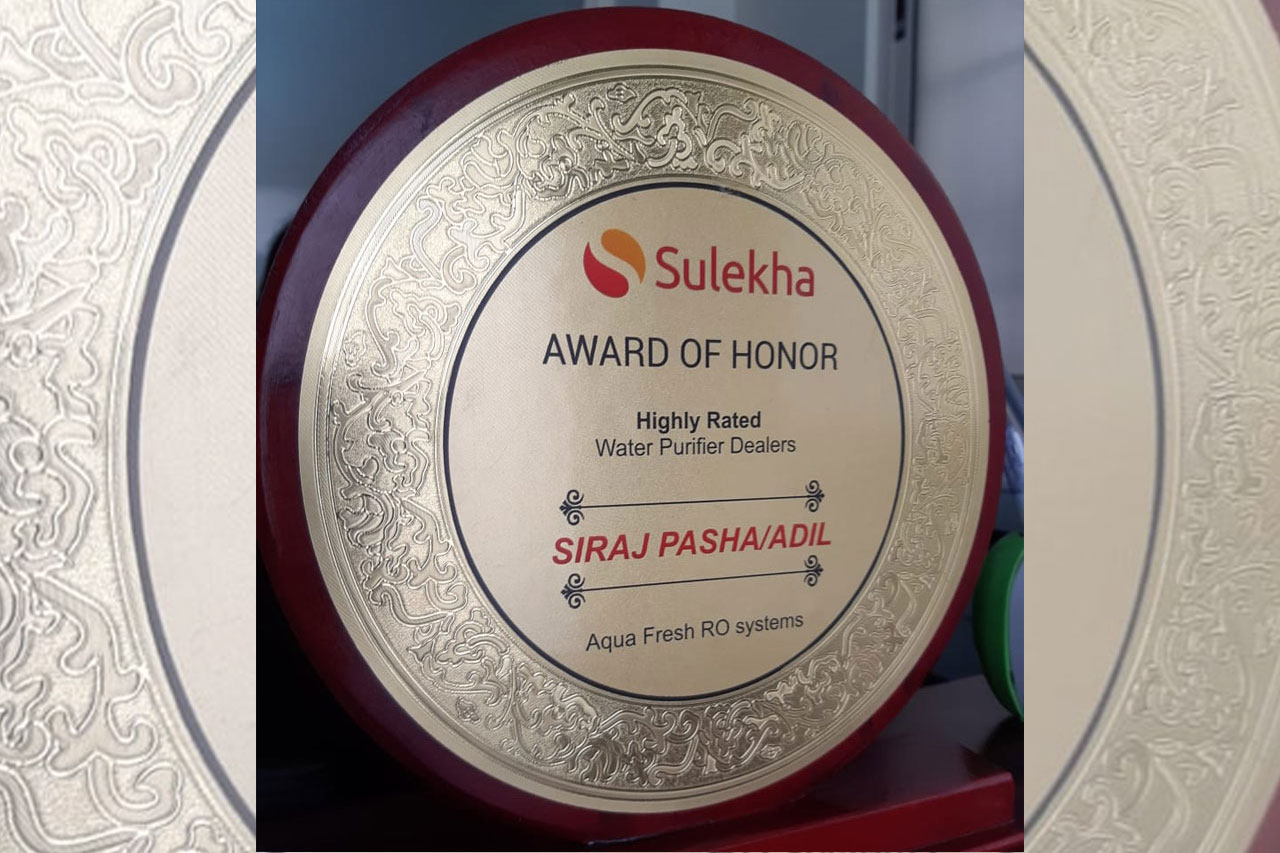 Sulekha
AWARD OF HONOR
Highly Rated
Water Purifier Dealers
SIRAJ PASHA/ADIL
Aqua Fresh RO systems